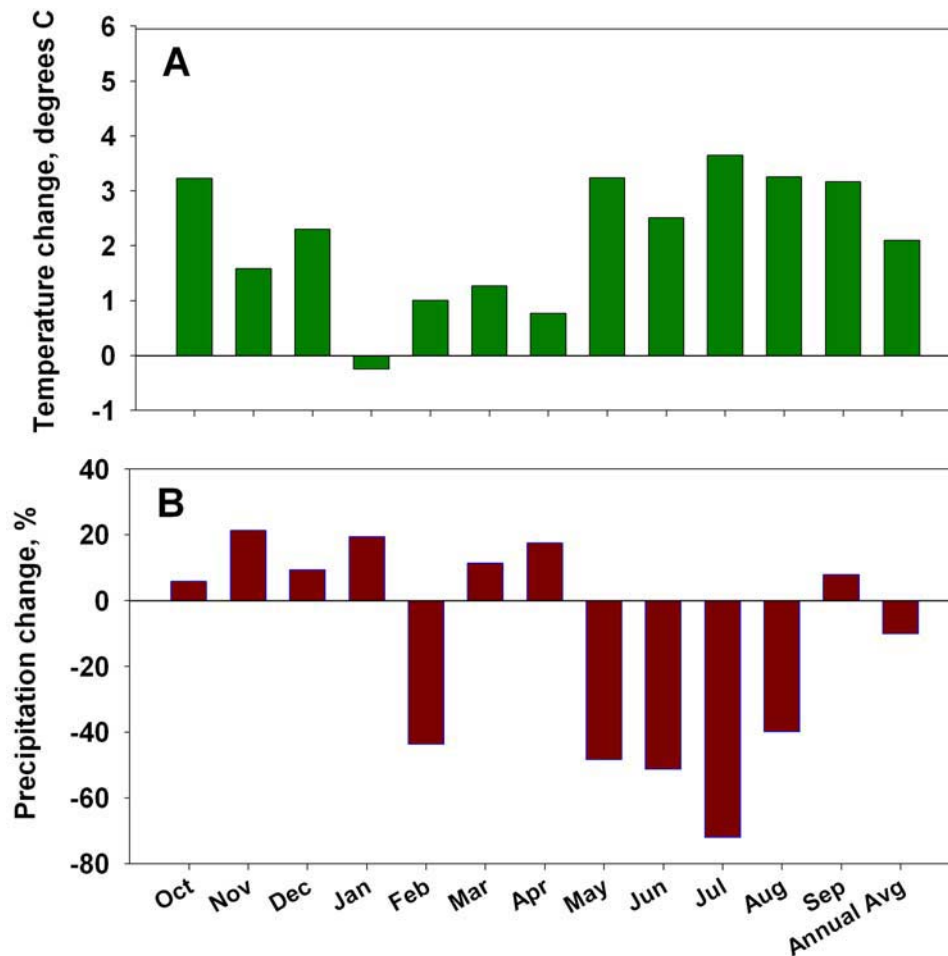 Temperature change, degrees C
A
6
5
4
3
2
1
0
-1
Precipitation change, %
B
40
20
0
-20
-40
-60
-80
Oct
Nov
Dec
Jan
Feb
Mar
Apr
May
Jun
Jul
Aug
Sep
Annual Avg